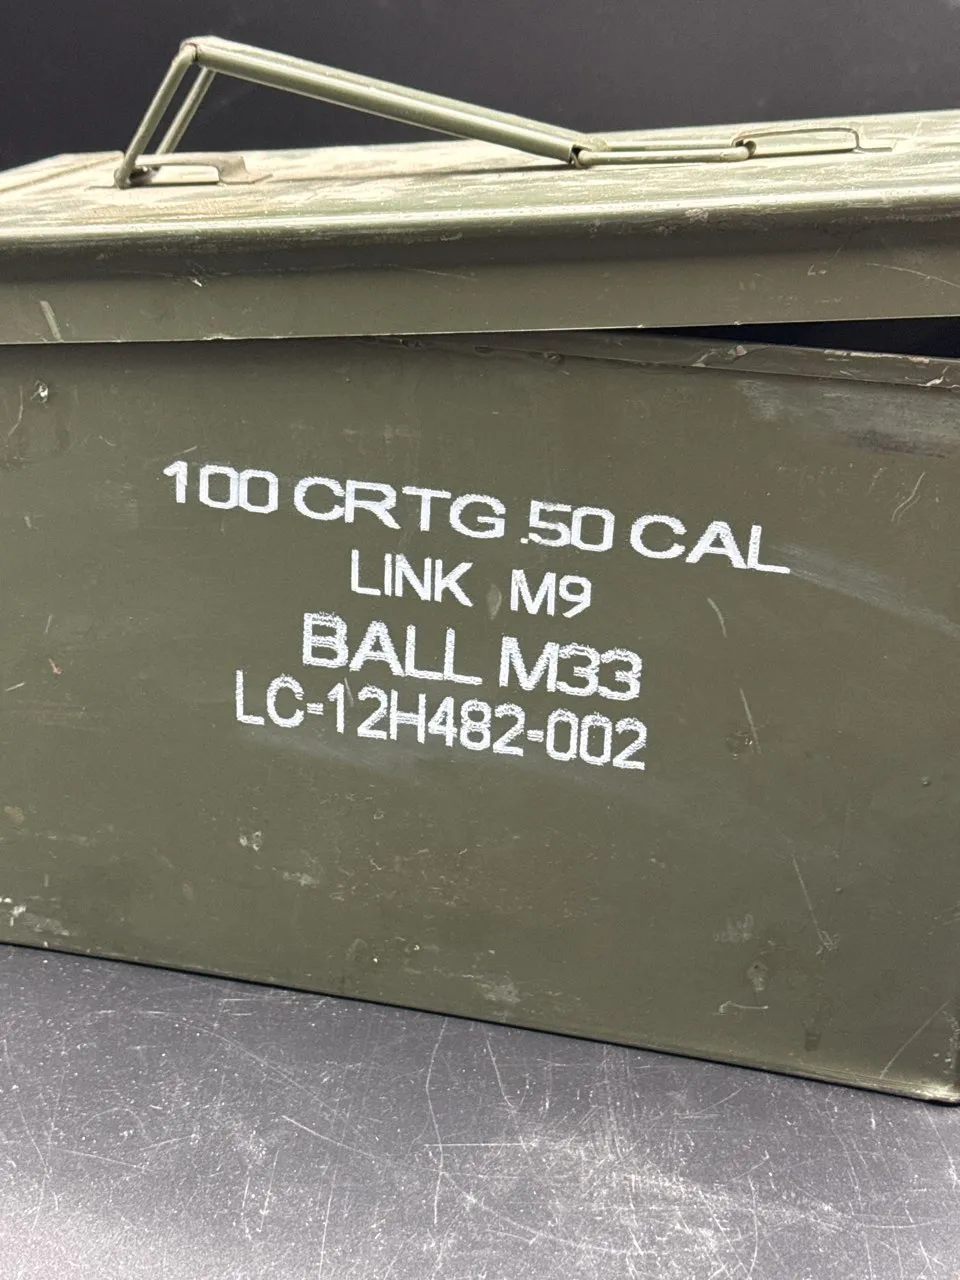 100 CRTG .50 CAL
LINK M9
BALL M33
LC-12H482-002